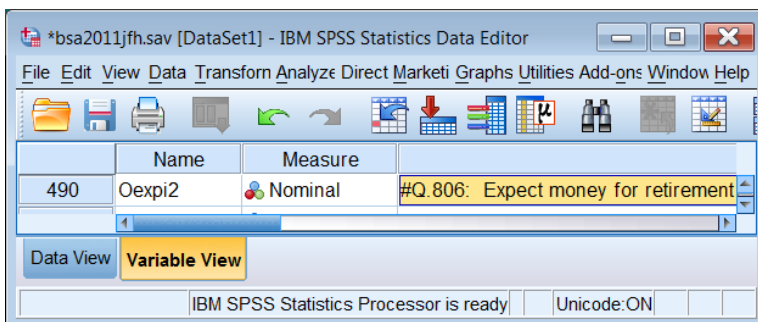 *bsa2011jfh.sav [DataSet1] - IBM SPSS Statistics Data Editor
File Edit View Data Transforn Analyze Direct Marketi Graphs Utilities Add-ons Window Help
Name Measure
490 Oexpi2 Nominal #Q.806: Expect money for retirement
Data View Variable View
IBM SPSS Statistics Processor is ready Unicode:ON